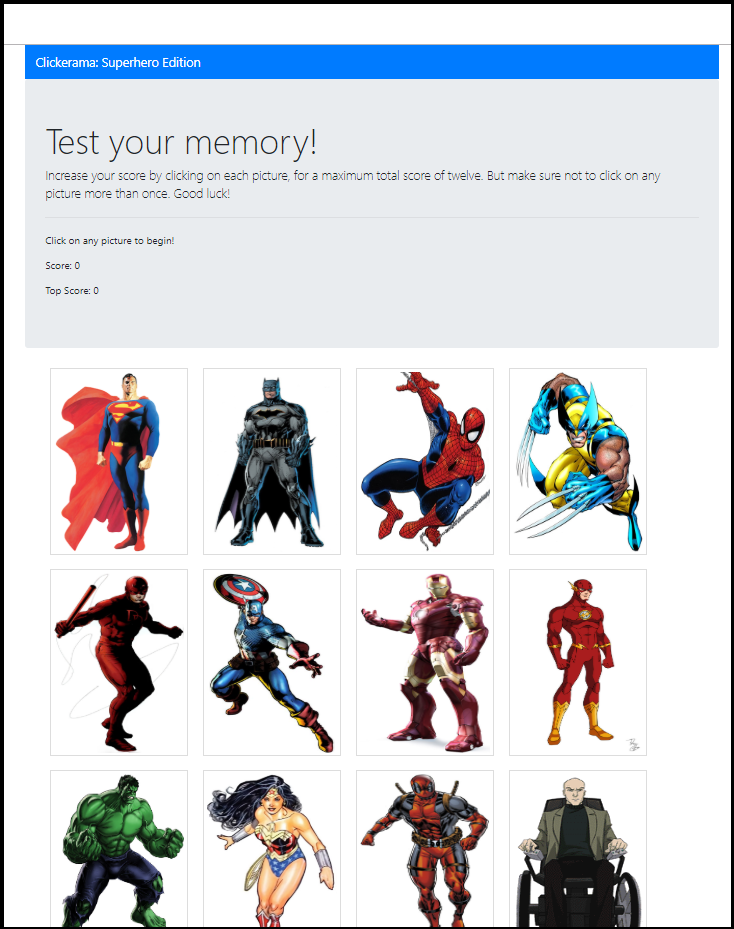 Clickerama: Superhero Edition
Test your memory!
Increase your score by clicking on each picture, for a maximum total score of twelve. But make sure not to click on any
picture more than once. Good luck!
Click on any picture to begin!
Score: 0
Top Score: 0